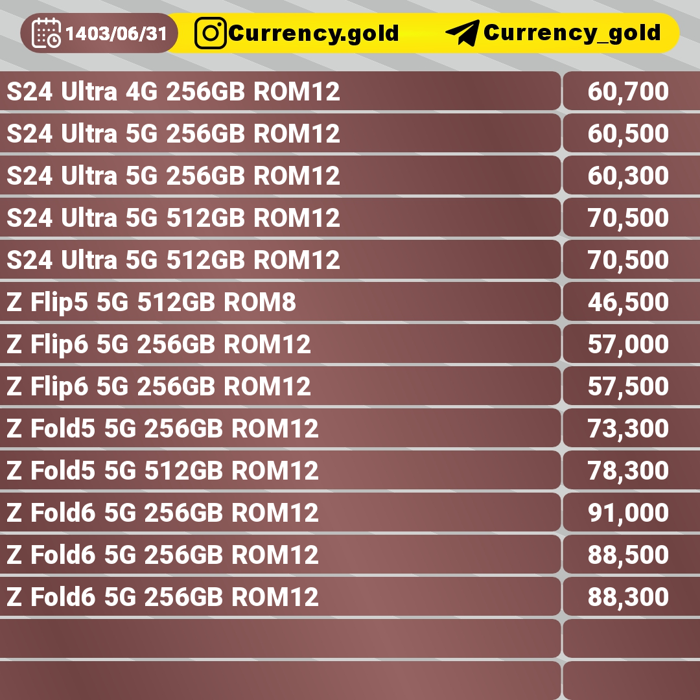 1403/06/31 Currency.gold Currency_gold
S24 Ultra 4G 256GB ROM12 60,700
S24 Ultra 5G 256GB ROM12 60,500
S24 Ultra 5G 256GB ROM12 60,300
S24 Ultra 5G 512GB ROM12 70,500
S24 Ultra 5G 512GB ROM12 70,500
Z Flip5 5G 512GB ROM8 46,500
Z Flip6 5G 256GB ROM12 57,000
Z Flip6 5G 256GB ROM12 57,500
Z Fold5 5G 256GB ROM12 73,300
Z Fold5 5G 512GB ROM12 78,300
Z Fold6 5G 256GB ROM12 91,000
Z Fold6 5G 256GB ROM12 88,500
Z Fold6 5G 256GB ROM12 88,300